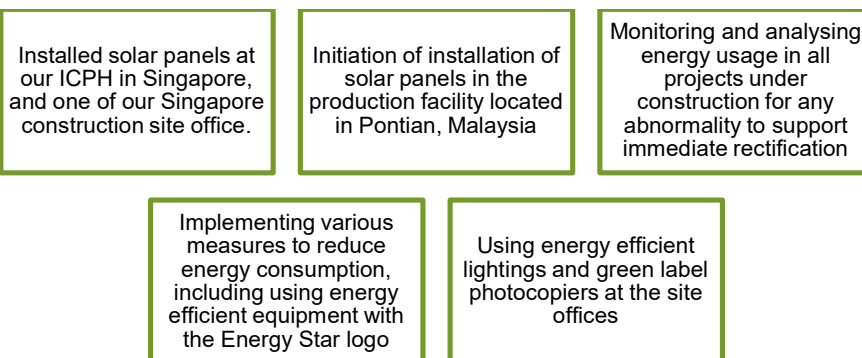 Installed solar panels at
our ICPH in Singapore,
and one of our Singapore
construction site office.
Initiation of installation of
solar panels in the
production facility located
in Pontian, Malaysia
Monitoring and analysing
energy usage in all
projects under
construction for any
abnormality to support
immediate rectification
Implementing various
measures to reduce
energy consumption,
including using energy
efficient equipment with
the Energy Star logo
Using energy efficient
lightings and green label
photocopiers at the site
offices